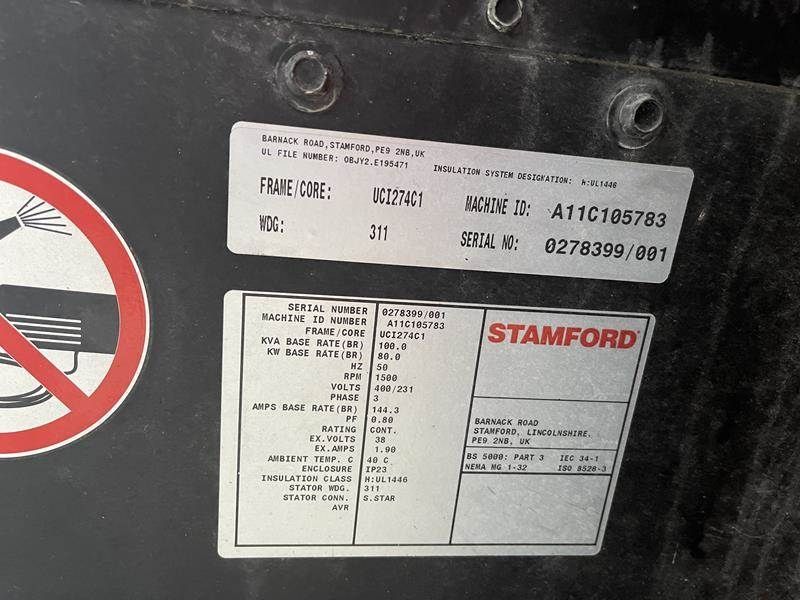 BARNACK ROAD,STAMFORD,PE9 2NB,UK
UL FILE NUMBER: OBJY2.E195471 INSULATION SYSTEM DESIGNATION: H:UL1446
FRAME/CORE: UCI274C1 MACHINE ID: A11C105783
WDG: 311 SERIAL NO: 0278399/001
SERIAL NUMBER 0278399/001
MACHINE ID NUMBER A11C105783
FRAME/CORE UCI274C1
KVA BASE RATE(BR) 100.0
KW BASE RATE(BR) 80.0
HZ 50
RPM 1500
VOLTS 400/231
PHASE 3
AMPS BASE RATE(BR) 144.3
PF 0.80
RATING CONT.
EX.VOLTS 38
EX.AMPS 1.90
AMBIENT TEMP. C 40 C
ENCLOSURE IP23
INSULATION CLASS H:UL1446
STATOR WDG. 311
STATOR CONN. S.STAR
AVR
STAMFORD
BARNACK ROAD
STAMFORD, LINCOLNSHIRE,
PE9 2NB, UK
BS 5000: PART 3 IEC 34-1
NEMA MG 1-32 ISO 8528-3